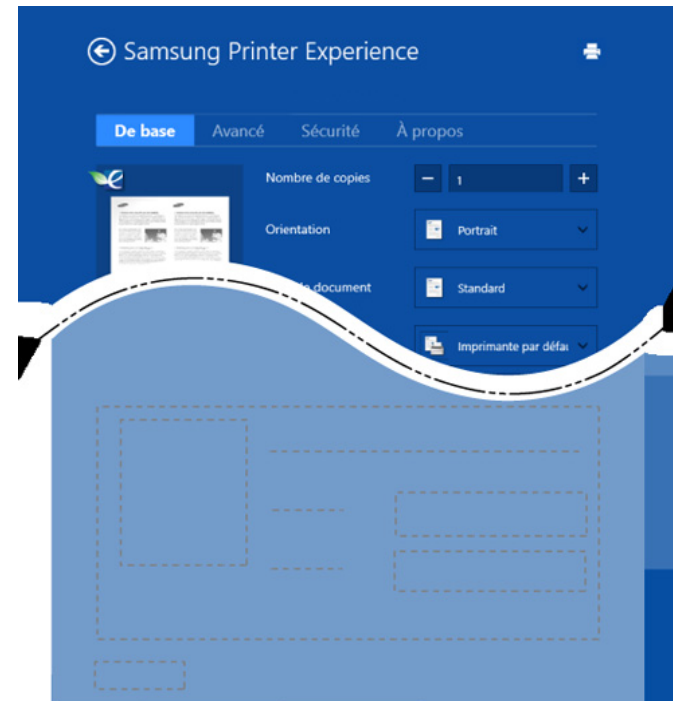 Samsung Printer Experience
De base Avancé Sécurité À propos
Nombre de copies 1
Orientation Portrait
document Standard
Imprimante par défau